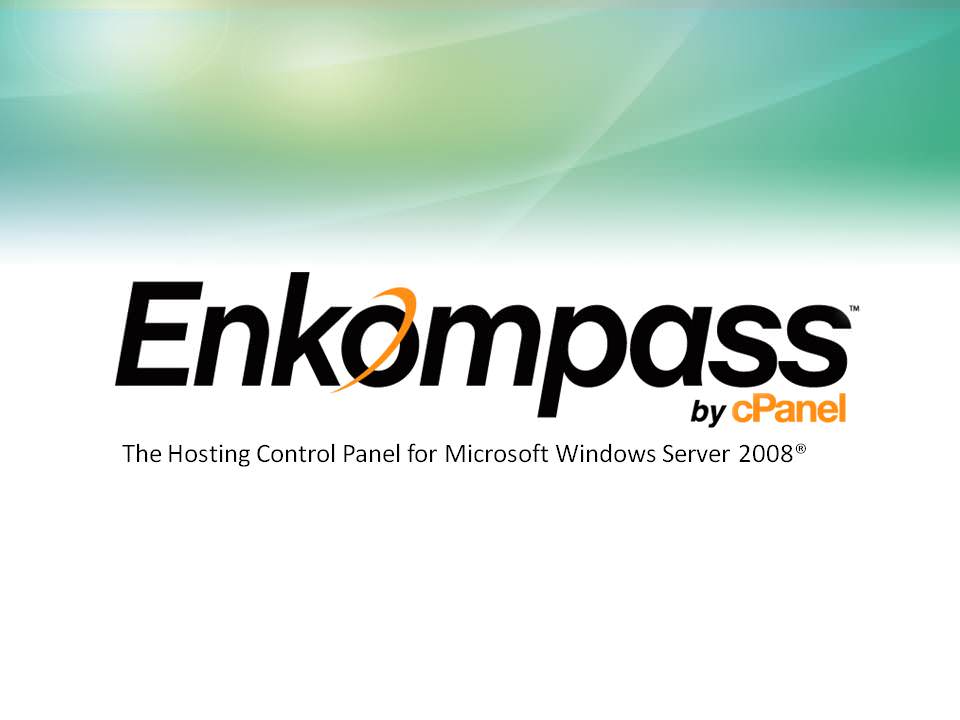 Enkompass™
by cPanel
The Hosting Control Panel for Microsoft Windows Server 2008®